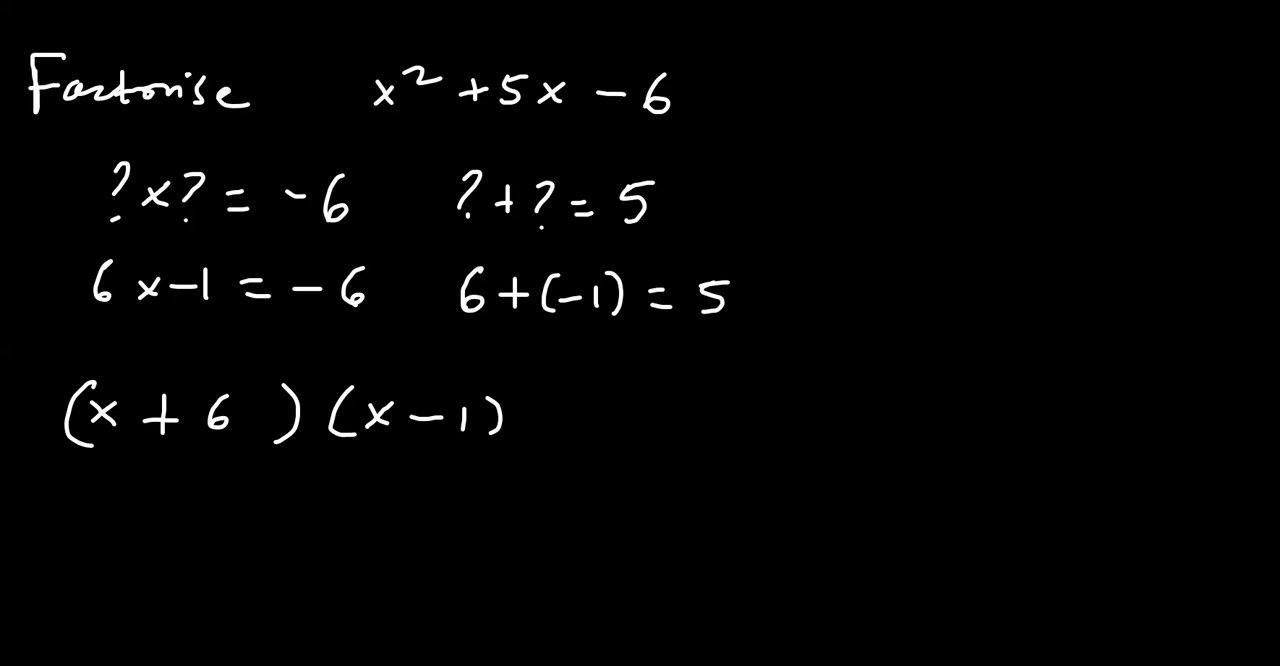 Factorise x² + 5x - 6
? x ? = - 6 ? + ? = 5
6 x - 1 = - 6 6 + (-1) = 5
(x + 6 ) (x - 1)